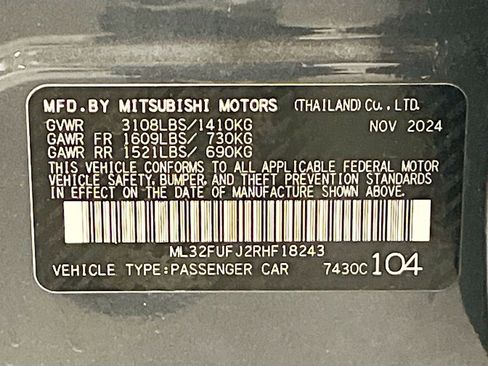 MFD.BY MITSUBISHI MOTORS (THAILAND) Co.,LTD.
GVWR 3108LBS/1410KG NOV 2024
GAWR FR 1609LBS/ 730KG
GAWR RR 1521LBS/ 690KG
THIS VEHICLE CONFORMS TO ALL APPLICABLE FEDERAL MOTOR
VEHICLE SAFETY, BUMPER, AND THEFT PREVENTION STANDARDS
IN EFFECT ON THE DATE OF MANUFACTURE SHOWN ABOVE.
ML32FUFJ2RHF18243
VEHICLE TYPE:PASSENGER CAR 7430C 104